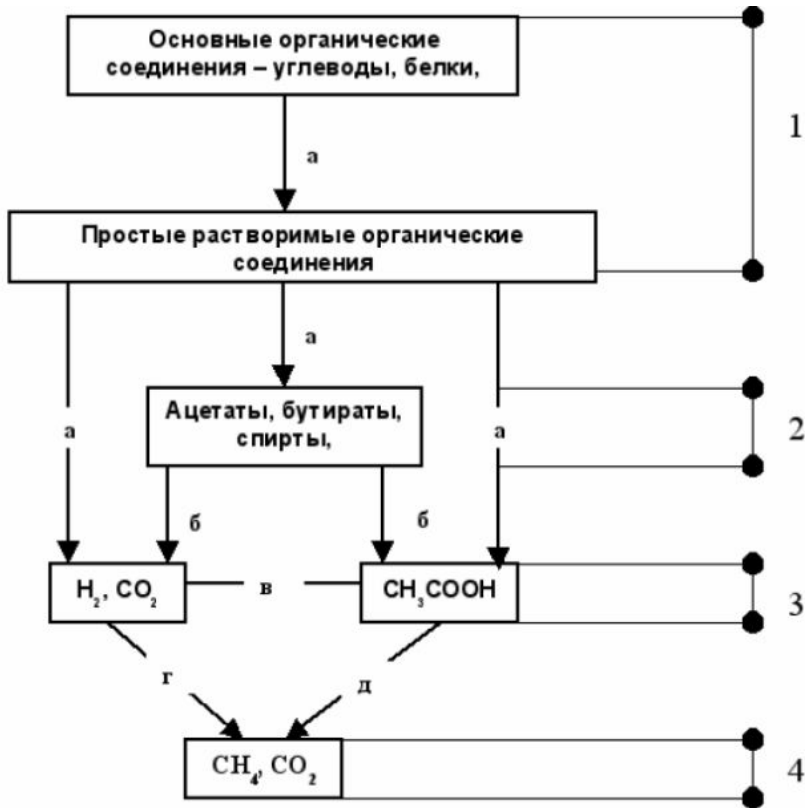 Основные органические
соединения – углеводы, белки,
1
а
Простые растворимые органические
соединения
а
Ацетаты, бутираты,
спирты,
а
а
2
б
б
H₂, CO₂
в
CH₃COOH
3
г
д
CH₄, CO₂
4